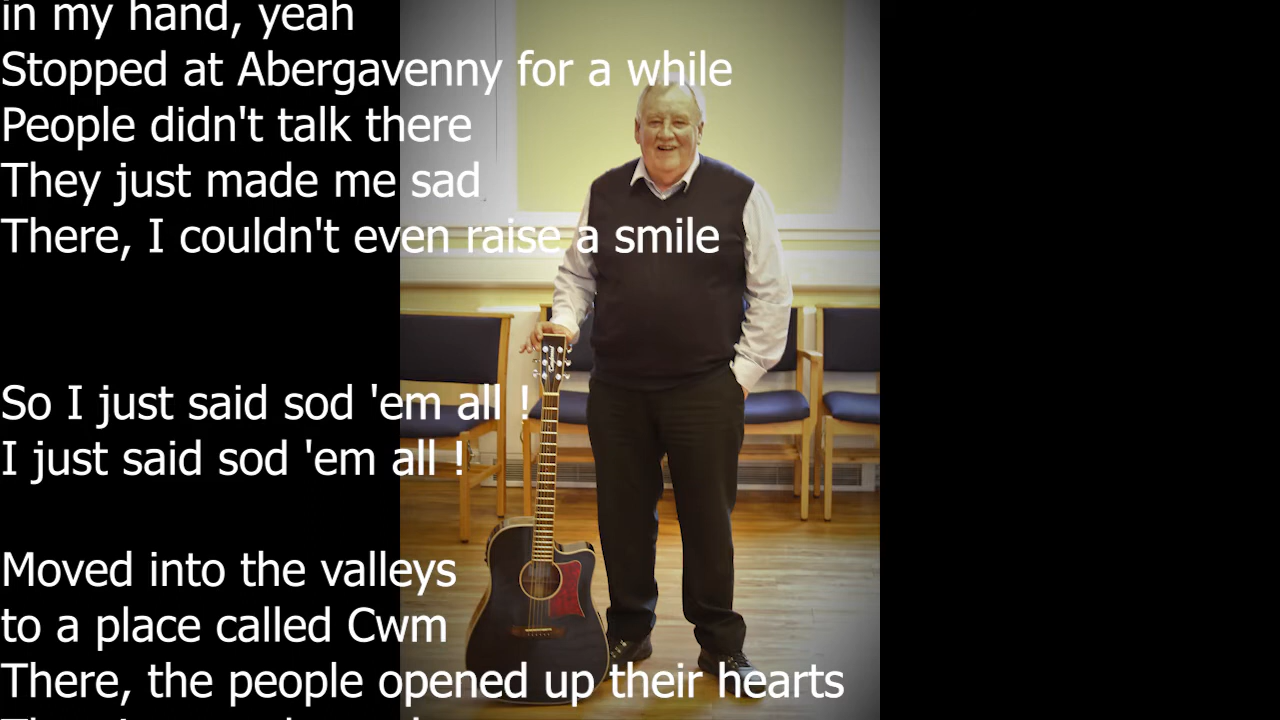 in my hand, yeah
Stopped at Abergavenny for a while
People didn't talk there
They just made me sad
There, I couldn't even raise a smile
So I just said sod 'em all !
I just said sod 'em all !
Moved into the valleys
to a place called Cwm
There, the people opened up their hearts